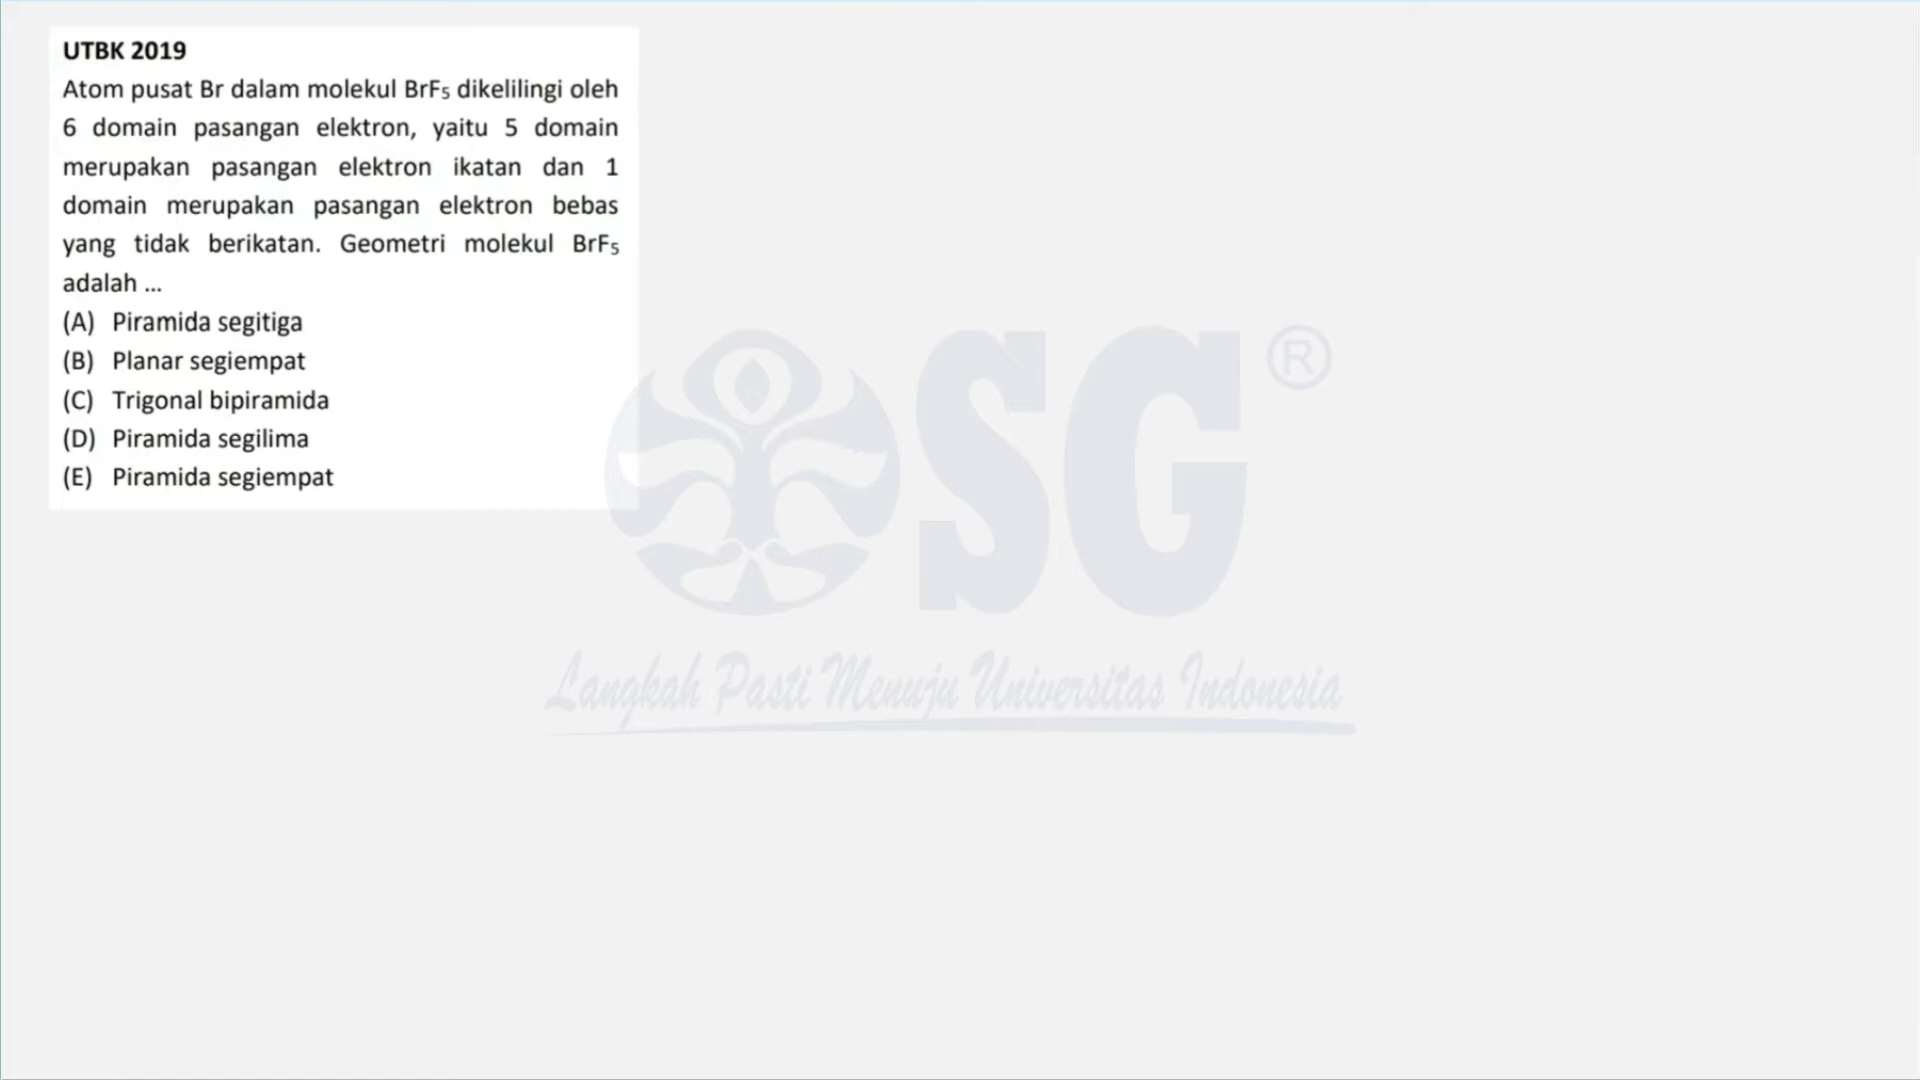 UTBK 2019
Atom pusat Br dalam molekul BrF₅ dikelilingi oleh
6 domain pasangan elektron, yaitu 5 domain
merupakan pasangan elektron ikatan dan 1
domain merupakan pasangan elektron bebas
yang tidak berikatan. Geometri molekul BrF₅
adalah ...
(A) Piramida segitiga
(B) Planar segiempat
(C) Trigonal bipiramida
(D) Piramida segilima
(E) Piramida segiempat
SG ®
Langkah Pasti Menuju Universitas Indonesia